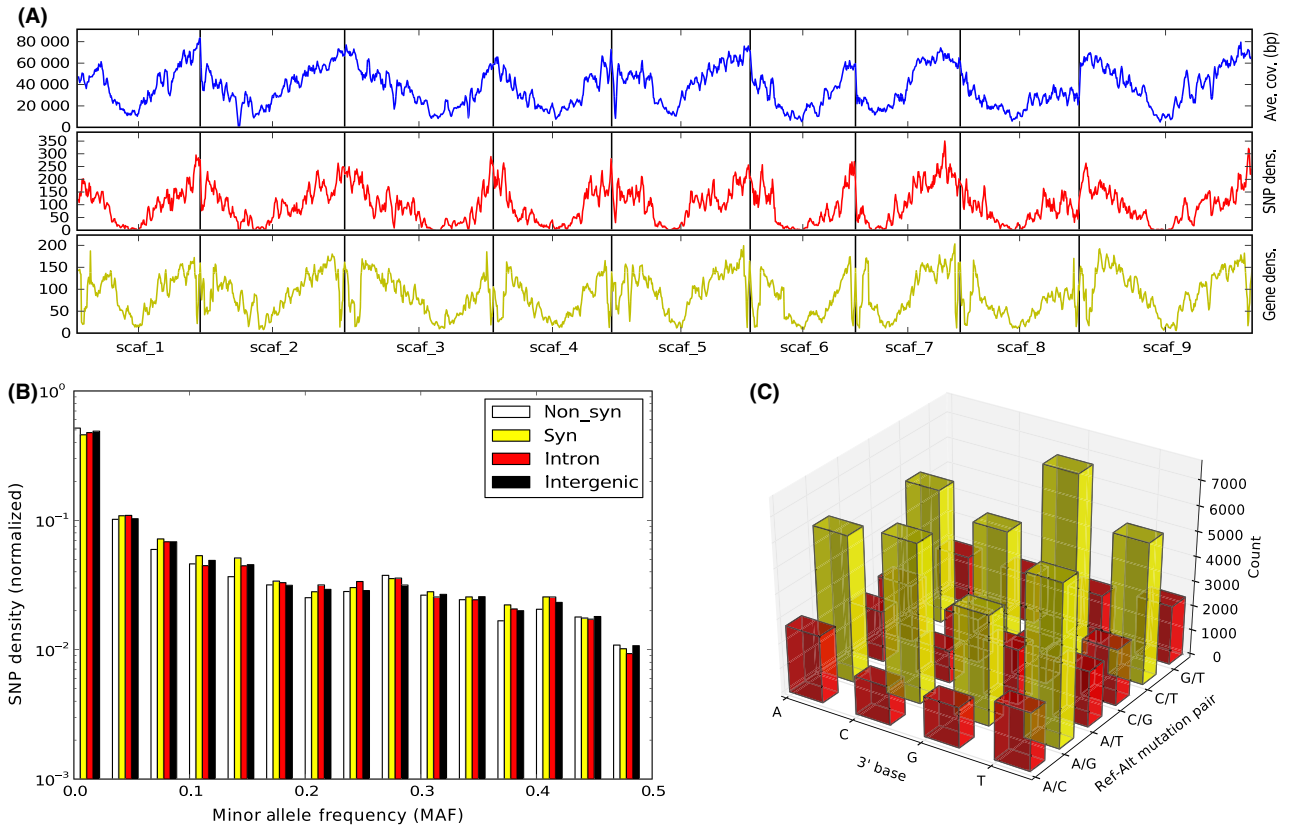 (A)
80 000
60 000
40 000
20 000
0
Ave. cov. (bp)
350
300
250
200
150
100
50
0
SNP dens.
200
150
100
50
0
Gene dens.
scaf_1 scaf_2 scaf_3 scaf_4 scaf_5 scaf_6 scaf_7 scaf_8 scaf_9
(B)
10⁰
10⁻¹
10⁻²
10⁻³
SNP density (normalized)
Non_syn
Syn
Intron
Intergenic
0.0 0.1 0.2 0.3 0.4 0.5
Minor allele frequency (MAF)
(C)
7000
6000
5000
4000
3000
2000
1000
0
Count
A C G T
3' base
A/C
A/G
A/T
C/G
C/T
G/T
Ref-Alt mutation pair